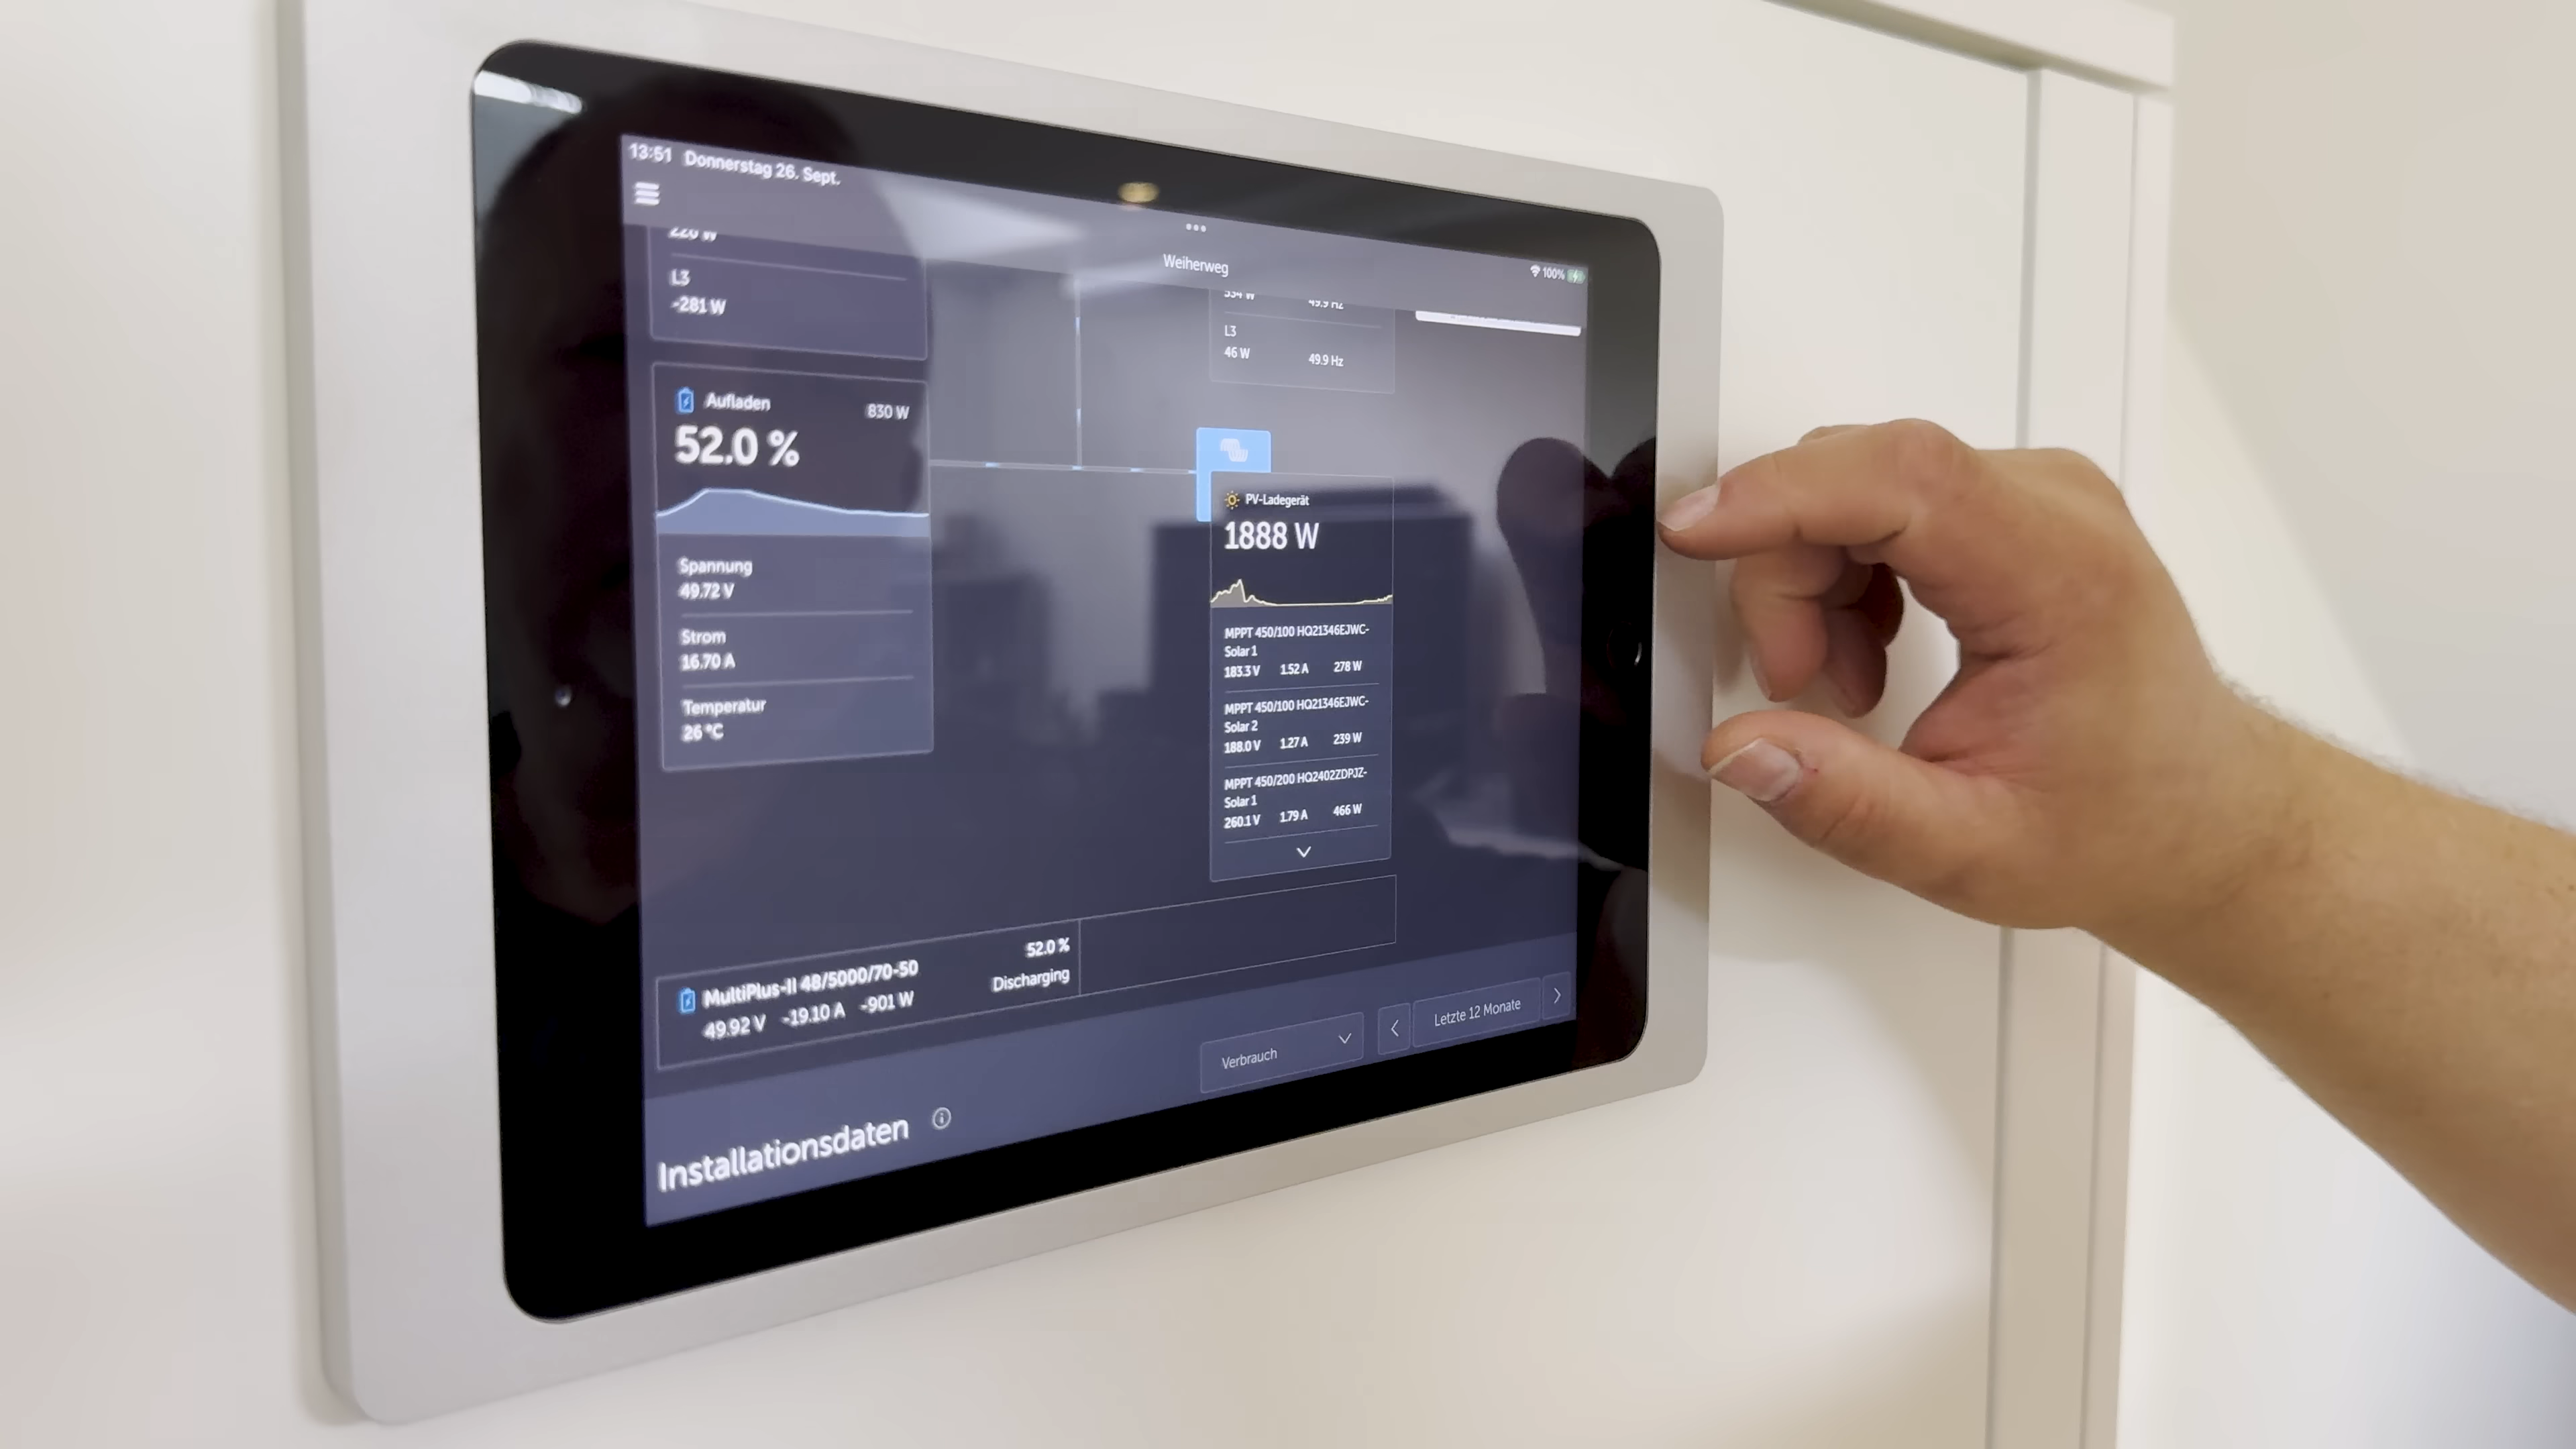 13:51 Donnerstag 26. Sept.
Weiherweg
100%
L3
-281 W
Aufladen 830 W
52.0 %
Spannung
49.72 V
Strom
16.70 A
Temperatur
26 °C
49.9 Hz
L3
46 W 49.9 Hz
PV-Ladegerät
1888 W
MPPT 450/100 HQ21346EJWC-
Solar 1
183.3 V 1.52 A 278 W
MPPT 450/100 HQ21346EJWC-
Solar 2
188.0 V 1.27 A 239 W
MPPT 450/200 HQ2402ZDPJZ-
Solar 1
260.1 V 1.79 A 466 W
MultiPlus-II 48/5000/70-50 52.0 %
49.92 V -19.10 A -901 W Discharging
Verbrauch
Letzte 12 Monate
Installationsdaten